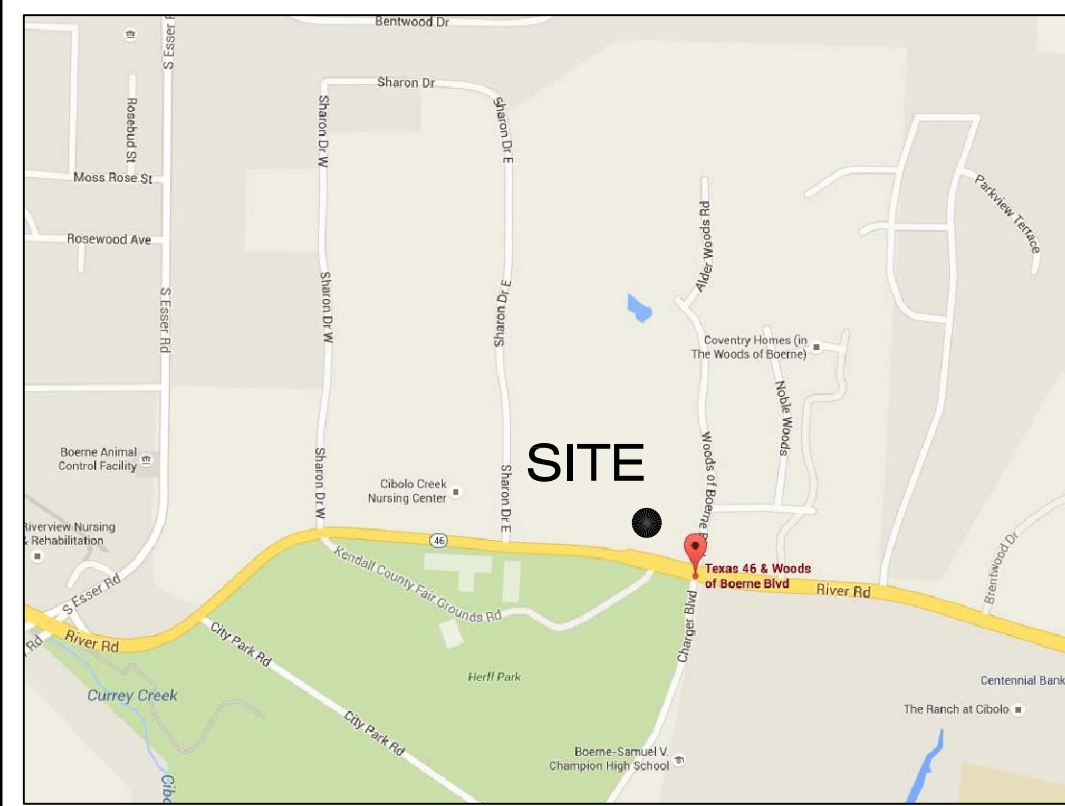 Bentwood Dr
S Esser R
Sharon Dr
Rosebud St
Sharon Dr W
Sharon Dr E
Moss Rose St
Parkview Terrace
Rosewood Ave
Alder Woods Rd
S Esser Rd
Sharon Dr W
Sharon Dr E
Coventry Homes (in
The Woods of Boerne)
Noble Woods
SITE
Boerne Animal
Control Facility
Sharon Dr W
Cibolo Creek
Nursing Center
Sharon Dr E
Woods of Boerne B
Riverview Nursing
& Rehabilitation
46
Kendall County Fair Grounds Rd
Texas 46 & Woods
of Boerne Blvd
River Rd
Brentwood Dr
S Esser Rd
River Rd
Rd
City Park Rd
Charger Blvd
Herff Park
Centennial Bank
Currey Creek
The Ranch at Cibolo
City Park Rd
Boerne-Samuel V.
Champion High School
Cibo